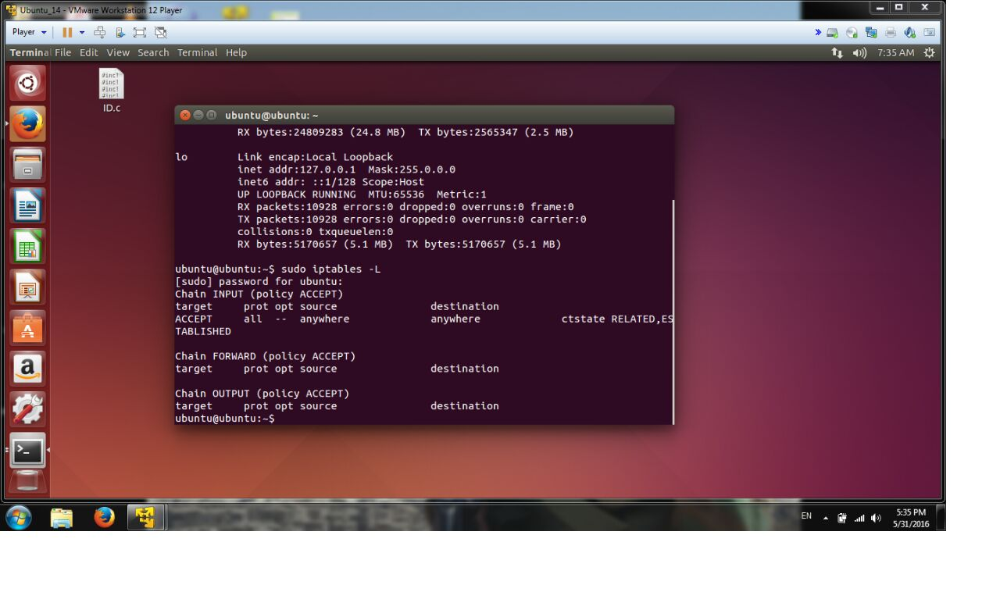 Ubuntu_14 - VMware Workstation 12 Player
Player
Terminal File Edit View Search Terminal Help
7:35 AM
#incl
#incl
#incl
#incl
ID.c
ubuntu@ubuntu: ~
RX bytes:24809283 (24.8 MB)  TX bytes:2565347 (2.5 MB)
lo        Link encap:Local Loopback
inet addr:127.0.0.1  Mask:255.0.0.0
inet6 addr: ::1/128 Scope:Host
UP LOOPBACK RUNNING  MTU:65536  Metric:1
RX packets:10928 errors:0 dropped:0 overruns:0 frame:0
TX packets:10928 errors:0 dropped:0 overruns:0 carrier:0
collisions:0 txqueuelen:0
RX bytes:5170657 (5.1 MB)  TX bytes:5170657 (5.1 MB)
ubuntu@ubuntu:~$ sudo iptables -L
[sudo] password for ubuntu:
Chain INPUT (policy ACCEPT)
target     prot opt source               destination
ACCEPT     all  --  anywhere             anywhere             ctstate RELATED,ES
TABLISHED
Chain FORWARD (policy ACCEPT)
target     prot opt source               destination
Chain OUTPUT (policy ACCEPT)
target     prot opt source               destination
ubuntu@ubuntu:~$
EN
5:35 PM
5/31/2016